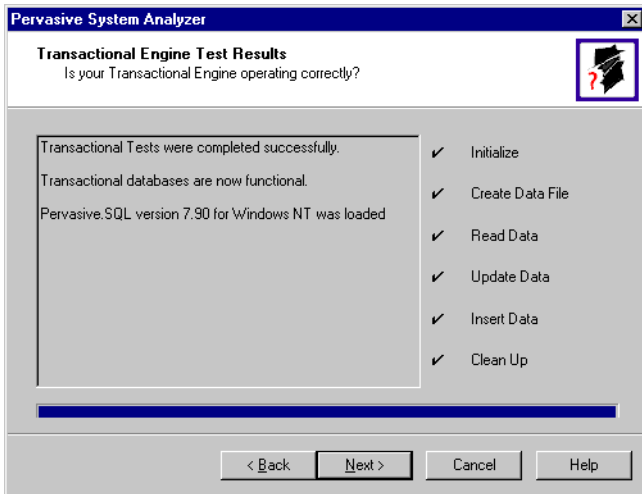 Pervasive System Analyzer
Transactional Engine Test Results
Is your Transactional Engine operating correctly?
?
Transactional Tests were completed successfully.
Transactional databases are now functional.
Pervasive.SQL version 7.90 for Windows NT was loaded
Initialize
Create Data File
Read Data
Update Data
Insert Data
Clean Up
< Back
Next >
Cancel
Help